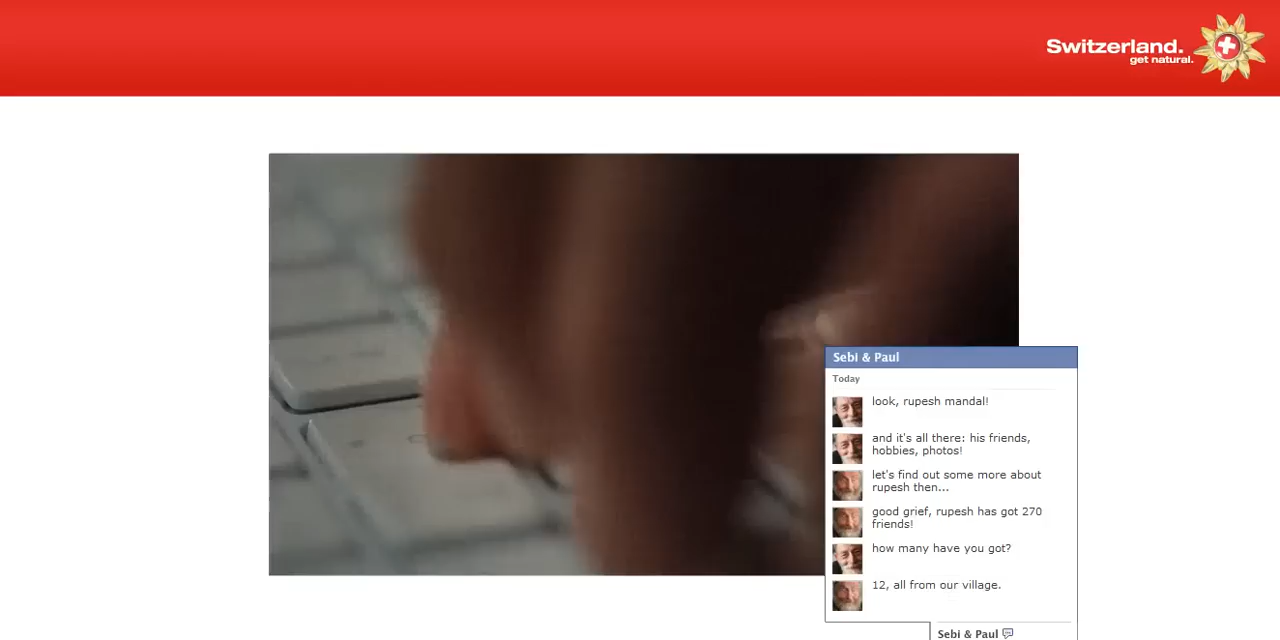 Switzerland.
get natural.
Sebi & Paul
Today
look, rupesh mandal!
and it's all there: his friends,
hobbies, photos!
let's find out some more about
rupesh then...
good grief, rupesh has got 270
friends!
how many have you got?
12, all from our village.
Sebi & Paul